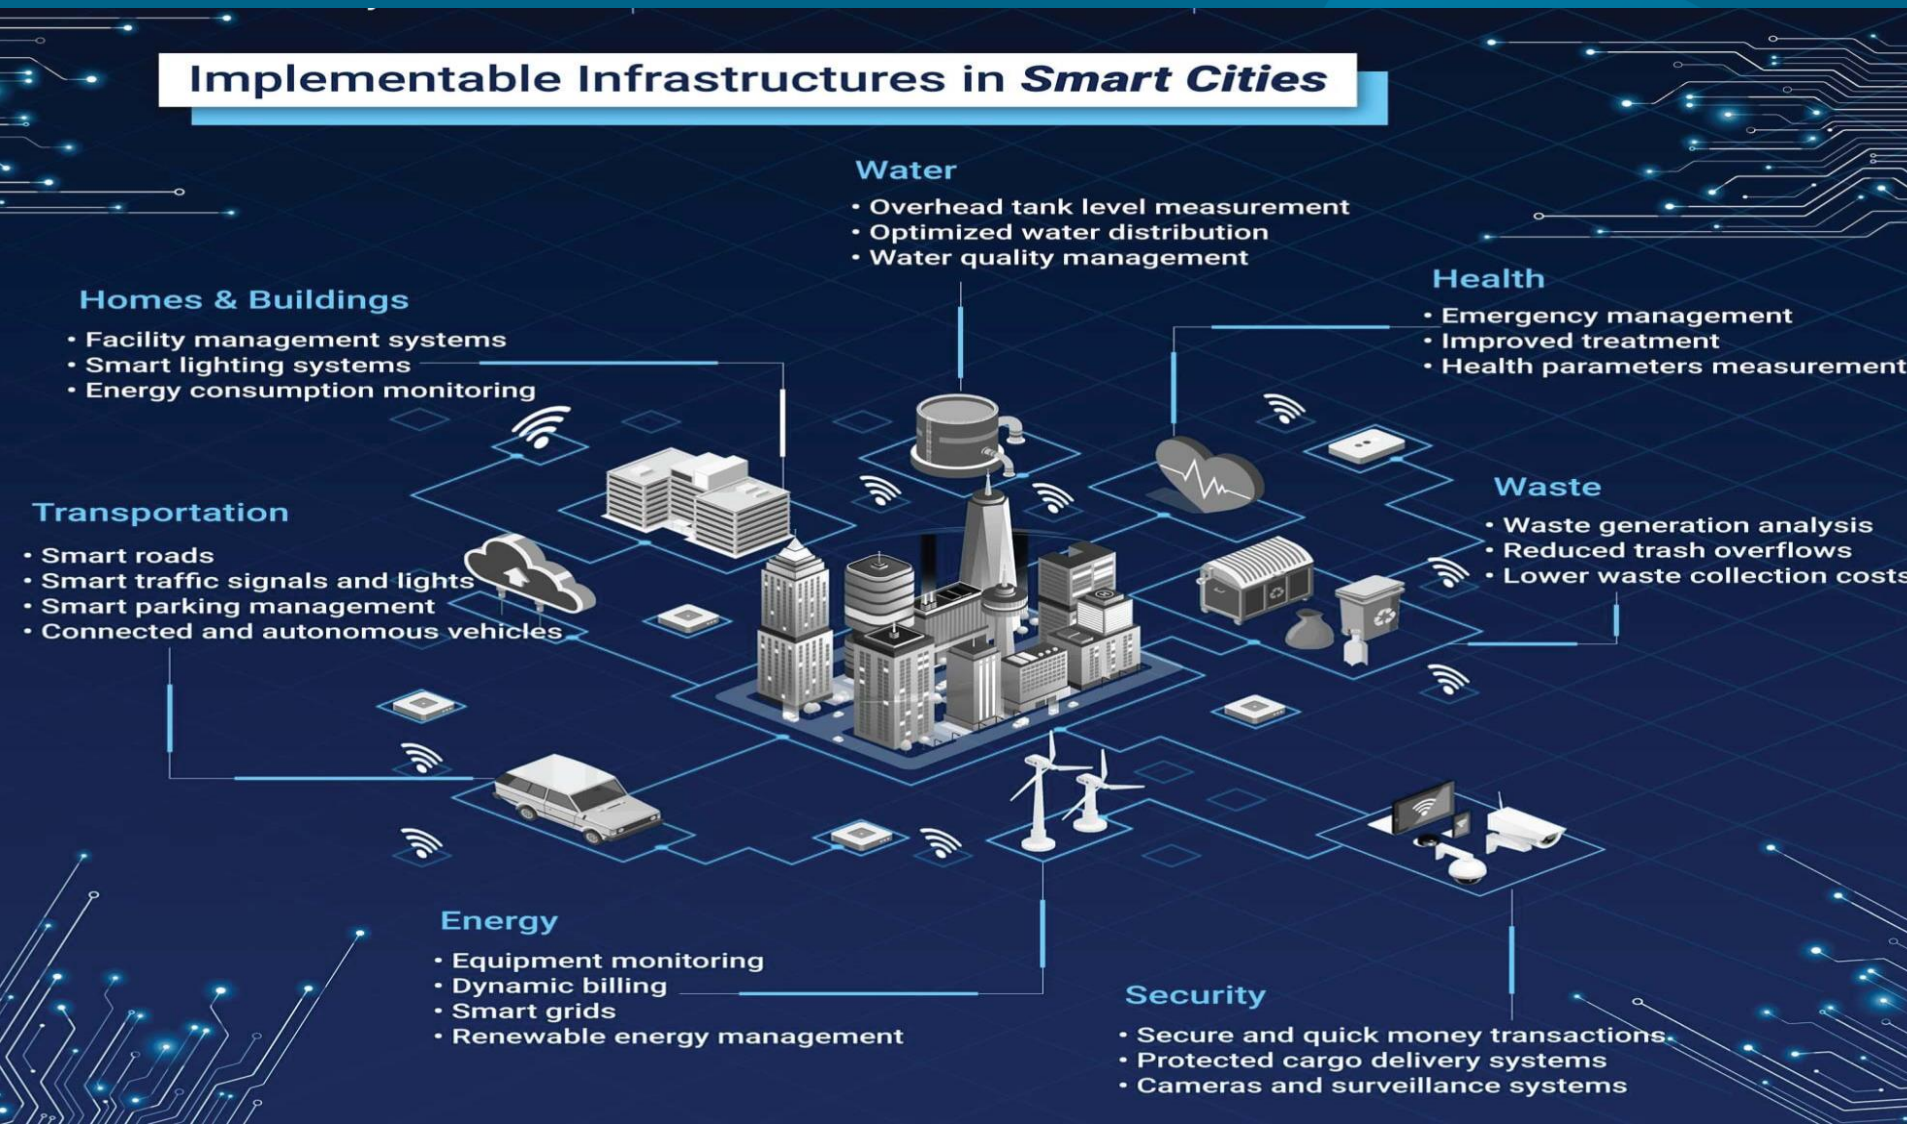 Implementable Infrastructures in Smart Cities
Water
• Overhead tank level measurement
• Optimized water distribution
• Water quality management
Homes & Buildings
• Facility management systems
• Smart lighting systems
• Energy consumption monitoring
Health
• Emergency management
• Improved treatment
• Health parameters measurement
Transportation
• Smart roads
• Smart traffic signals and lights
• Smart parking management
• Connected and autonomous vehicles
Waste
• Waste generation analysis
• Reduced trash overflows
• Lower waste collection costs
Energy
• Equipment monitoring
• Dynamic billing
• Smart grids
• Renewable energy management
Security
• Secure and quick money transactions
• Protected cargo delivery systems
• Cameras and surveillance systems